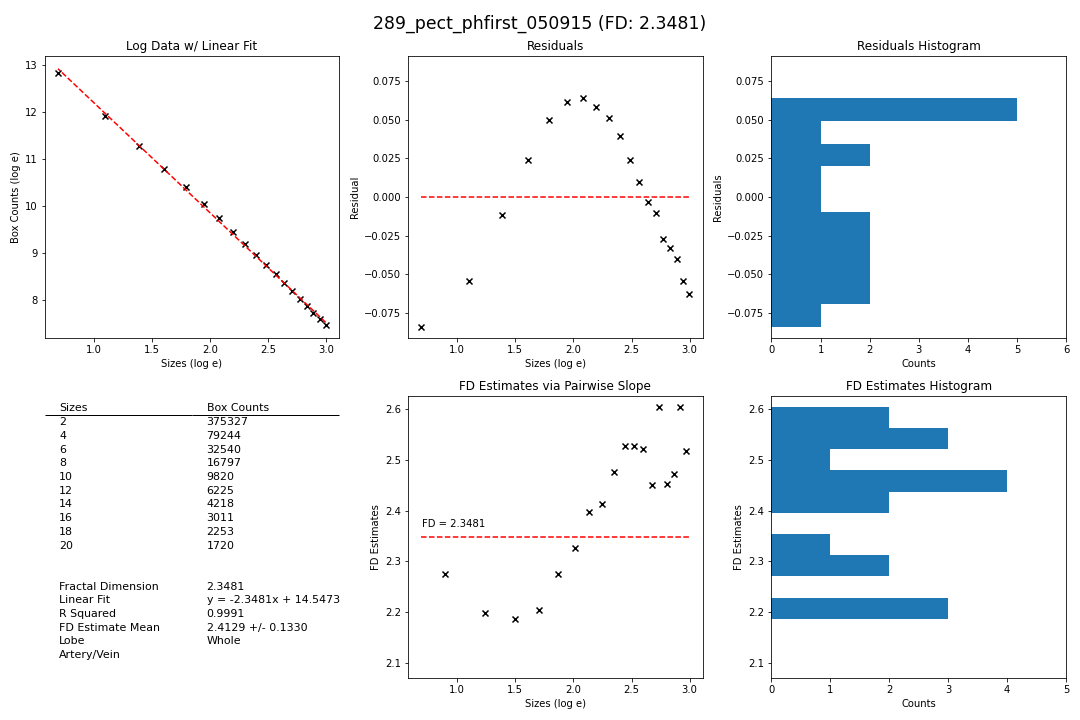 289_pect_phfirst_050915 (FD: 2.3481)
Log Data w/ Linear Fit
13
12
11
10
9
8
Box Counts (log e)
1.0 1.5 2.0 2.5 3.0
Sizes (log e)
Residuals
0.075
0.050
0.025
0.000
−0.025
−0.050
−0.075
Residual
1.0 1.5 2.0 2.5 3.0
Sizes (log e)
Residuals Histogram
0.075
0.050
0.025
0.000
−0.025
−0.050
−0.075
Residuals
0 1 2 3 4 5 6
Counts
Sizes Box Counts
2 375327
4 79244
6 32540
8 16797
10 9820
12 6225
14 4218
16 3011
18 2253
20 1720
Fractal Dimension 2.3481
Linear Fit y = -2.3481x + 14.5473
R Squared 0.9991
FD Estimate Mean 2.4129 +/- 0.1330
Lobe Whole
Artery/Vein
FD Estimates via Pairwise Slope
2.6
2.5
2.4
2.3
2.2
2.1
FD Estimates
FD = 2.3481
1.0 1.5 2.0 2.5 3.0
Sizes (log e)
FD Estimates Histogram
2.6
2.5
2.4
2.3
2.2
2.1
FD Estimates
0 1 2 3 4 5
Counts